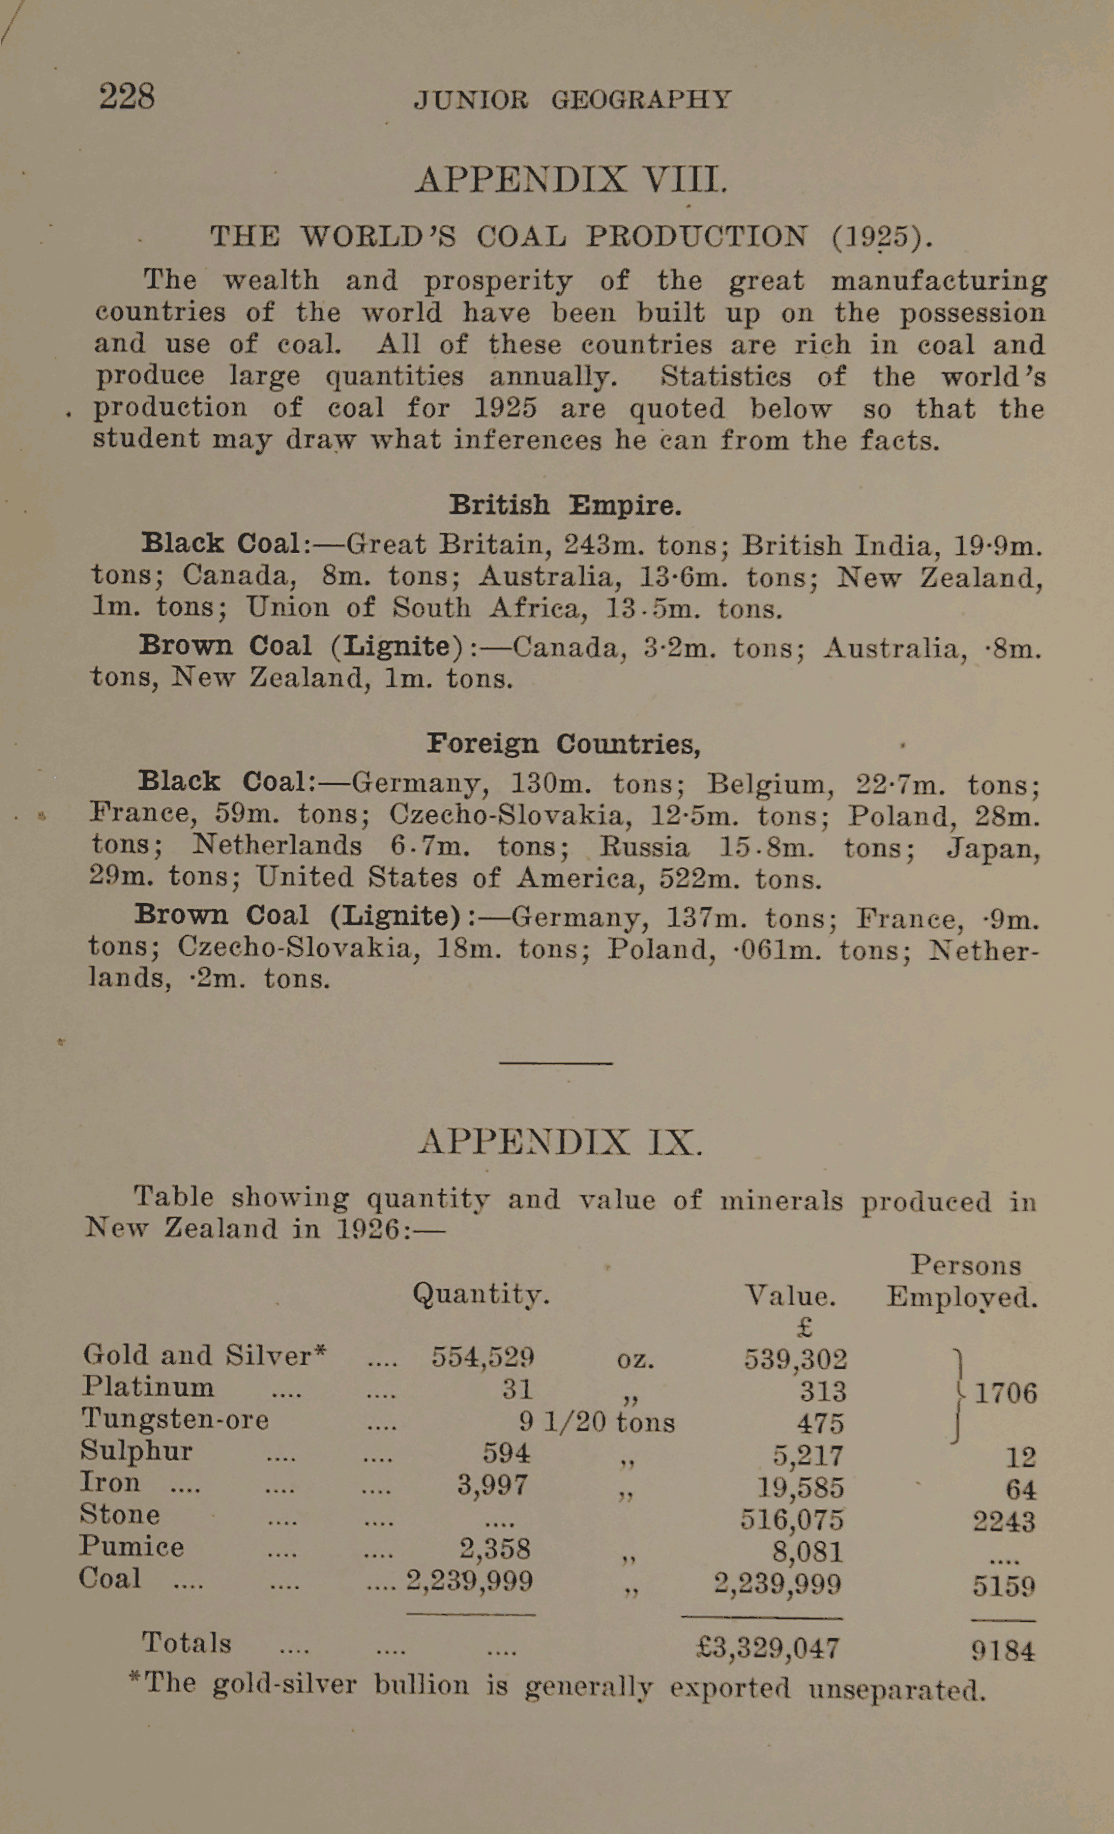 228 JUNIOR GEOGRAPHY
APPENDIX VIII.
THE WORLD'S COAL PRODUCTION (1925).
The wealth and prosperity of the great manufacturing
countries of the world have been built up on the possession
and use of coal. All of these countries are rich in coal and
produce large quantities annually. Statistics of the world's
production of coal for 1925 are quoted below so that the
student may draw what inferences he can from the facts.
British Empire.
Black Coal:—Great Britain, 243m. tons; British India, 19·9m.
tons; Canada, 8m. tons; Australia, 13·6m. tons; New Zealand,
1m. tons; Union of South Africa, 13.5m. tons.
Brown Coal (Lignite):—Canada, 3·2m. tons; Australia, ·8m.
tons, New Zealand, 1m. tons.
Foreign Countries,
Black Coal:—Germany, 130m. tons; Belgium, 22·7m. tons;
France, 59m. tons; Czecho-Slovakia, 12·5m. tons; Poland, 28m.
tons; Netherlands 6.7m. tons; Russia 15.8m. tons; Japan,
29m. tons; United States of America, 522m. tons.
Brown Coal (Lignite):—Germany, 137m. tons; France, ·9m.
tons; Czecho-Slovakia, 18m. tons; Poland, ·061m. tons; Nether-
lands, ·2m. tons.
APPENDIX IX.
Table showing quantity and value of minerals produced in
New Zealand in 1926:—
Persons
Quantity. Value. Employed.
£
Gold and Silver* .... 554,529 oz. 539,302
Platinum .... .... 31 ,, 313 1706
Tungsten-ore .... 9 1/20 tons 475
Sulphur .... .... 594 ,, 5,217 12
Iron .... .... .... 3,997 ,, 19,585 64
Stone .... .... .... 516,075 2243
Pumice .... .... 2,358 ,, 8,081 ....
Coal .... .... .... 2,239,999 ,, 2,239,999 5159
Totals .... .... .... £3,329,047 9184
*The gold-silver bullion is generally exported unseparated.